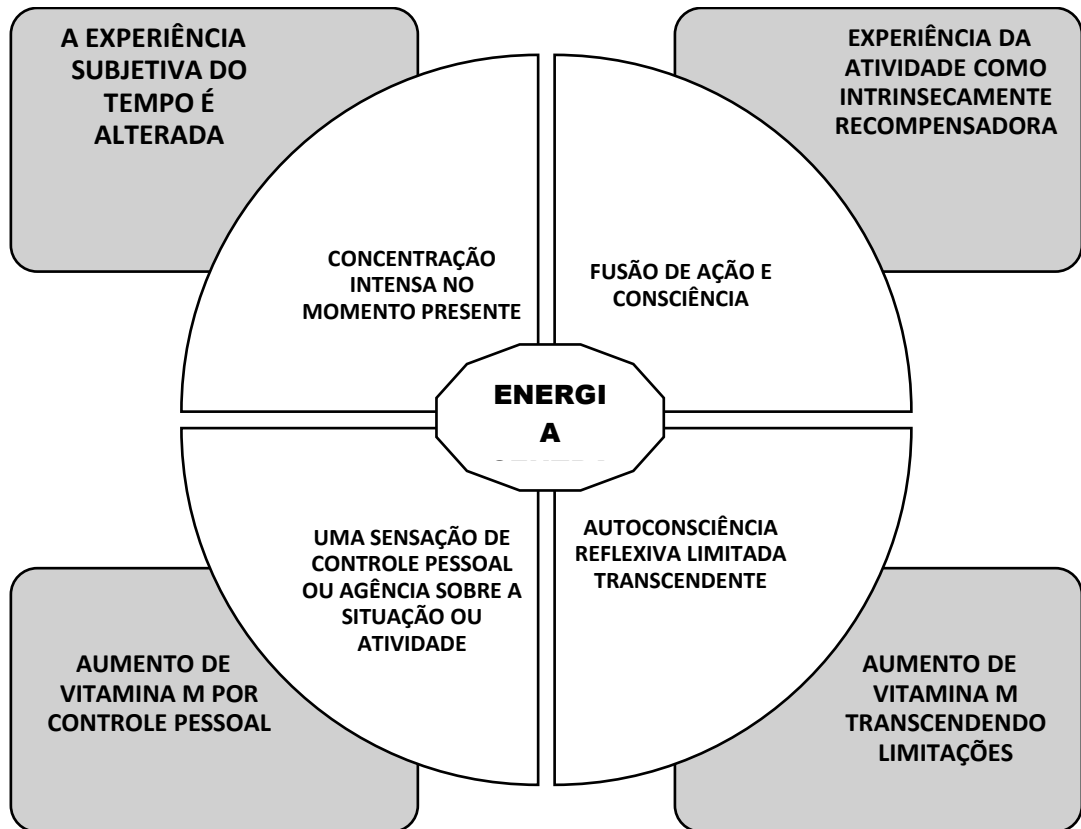 A EXPERIÊNCIA
SUBJETIVA DO
TEMPO É
ALTERADA
EXPERIÊNCIA DA
ATIVIDADE COMO
INTRINSECAMENTE
RECOMPENSADORA
CONCENTRAÇÃO
INTENSA NO
MOMENTO PRESENTE
FUSÃO DE AÇÃO E
CONSCIÊNCIA
ENERGI
A
UMA SENSAÇÃO DE
CONTROLE PESSOAL
OU AGÊNCIA SOBRE A
SITUAÇÃO OU
ATIVIDADE
AUTOCONSCIÊNCIA
REFLEXIVA LIMITADA
TRANSCENDENTE
AUMENTO DE
VITAMINA M POR
CONTROLE PESSOAL
AUMENTO DE
VITAMINA M
TRANSCENDENDO
LIMITAÇÕES